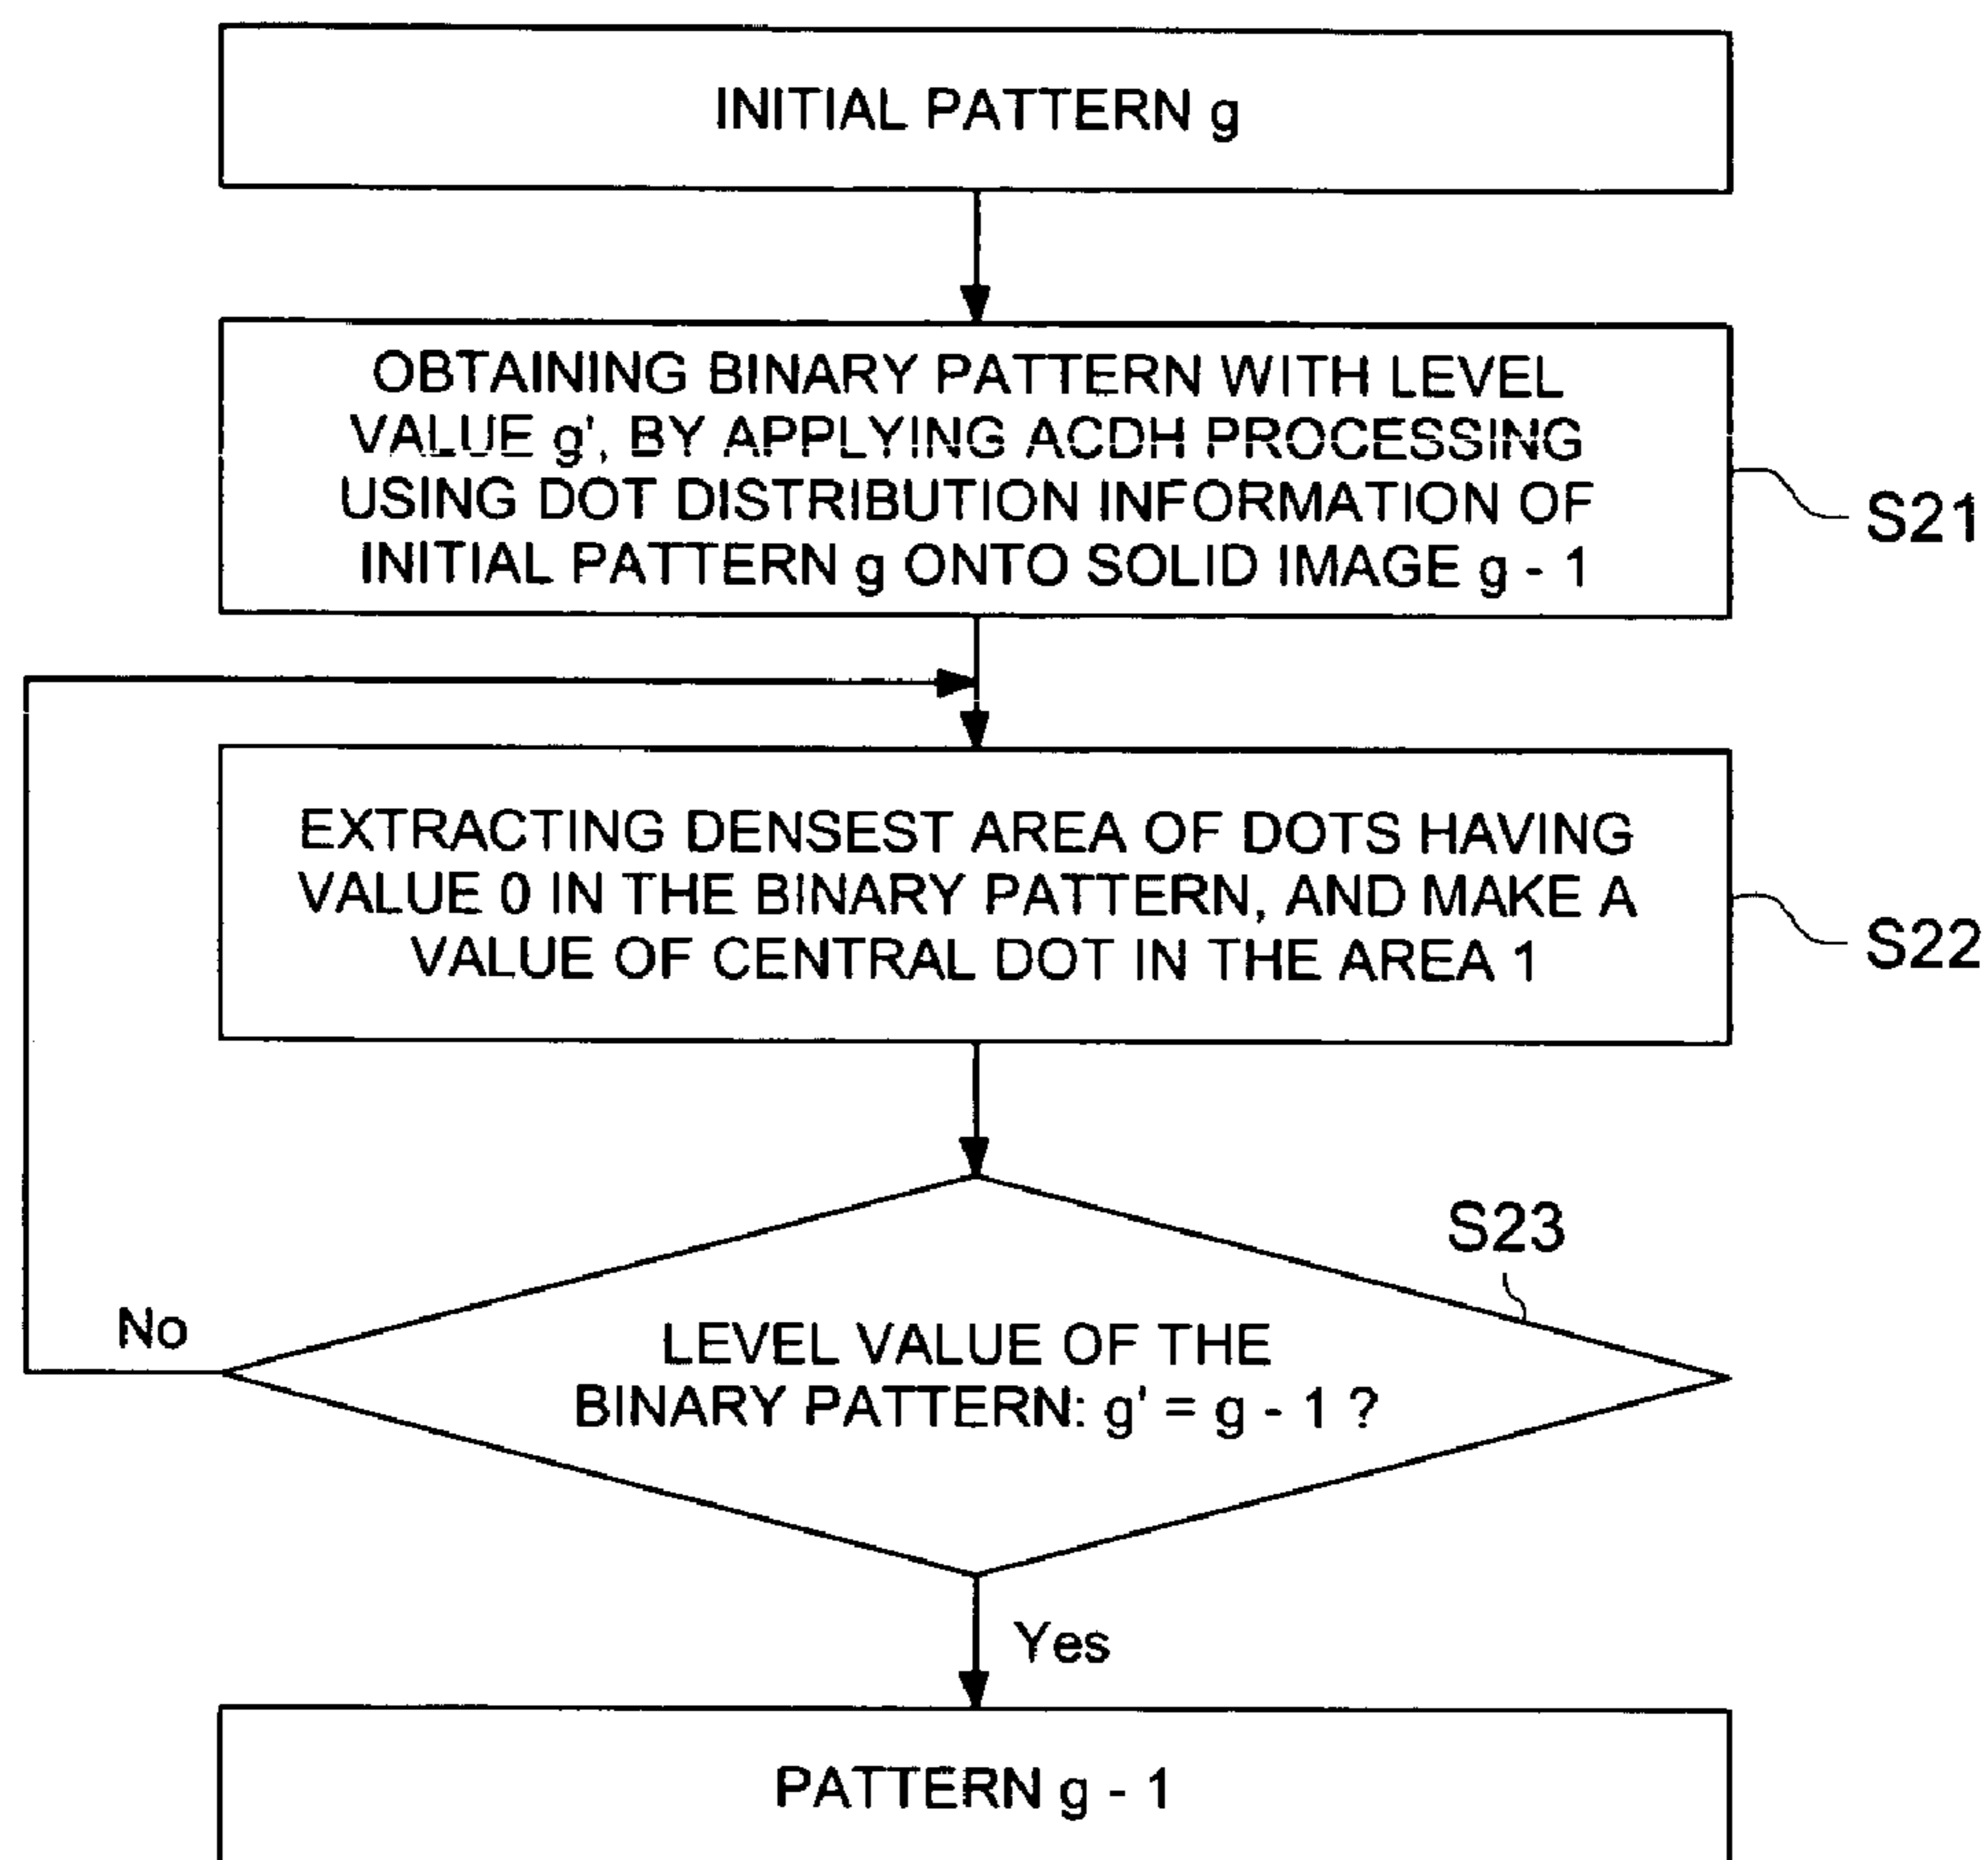 INITIAL PATTERN g
OBTAINING BINARY PATTERN WITH LEVEL
VALUE g', BY APPLYING ACDH PROCESSING
USING DOT DISTRIBUTION INFORMATION OF
INITIAL PATTERN g ONTO SOLID IMAGE g - 1
S21
EXTRACTING DENSEST AREA OF DOTS HAVING
VALUE 0 IN THE BINARY PATTERN, AND MAKE A
VALUE OF CENTRAL DOT IN THE AREA 1
S22
S23
No
LEVEL VALUE OF THE
BINARY PATTERN: g' = g - 1 ?
Yes
PATTERN g - 1